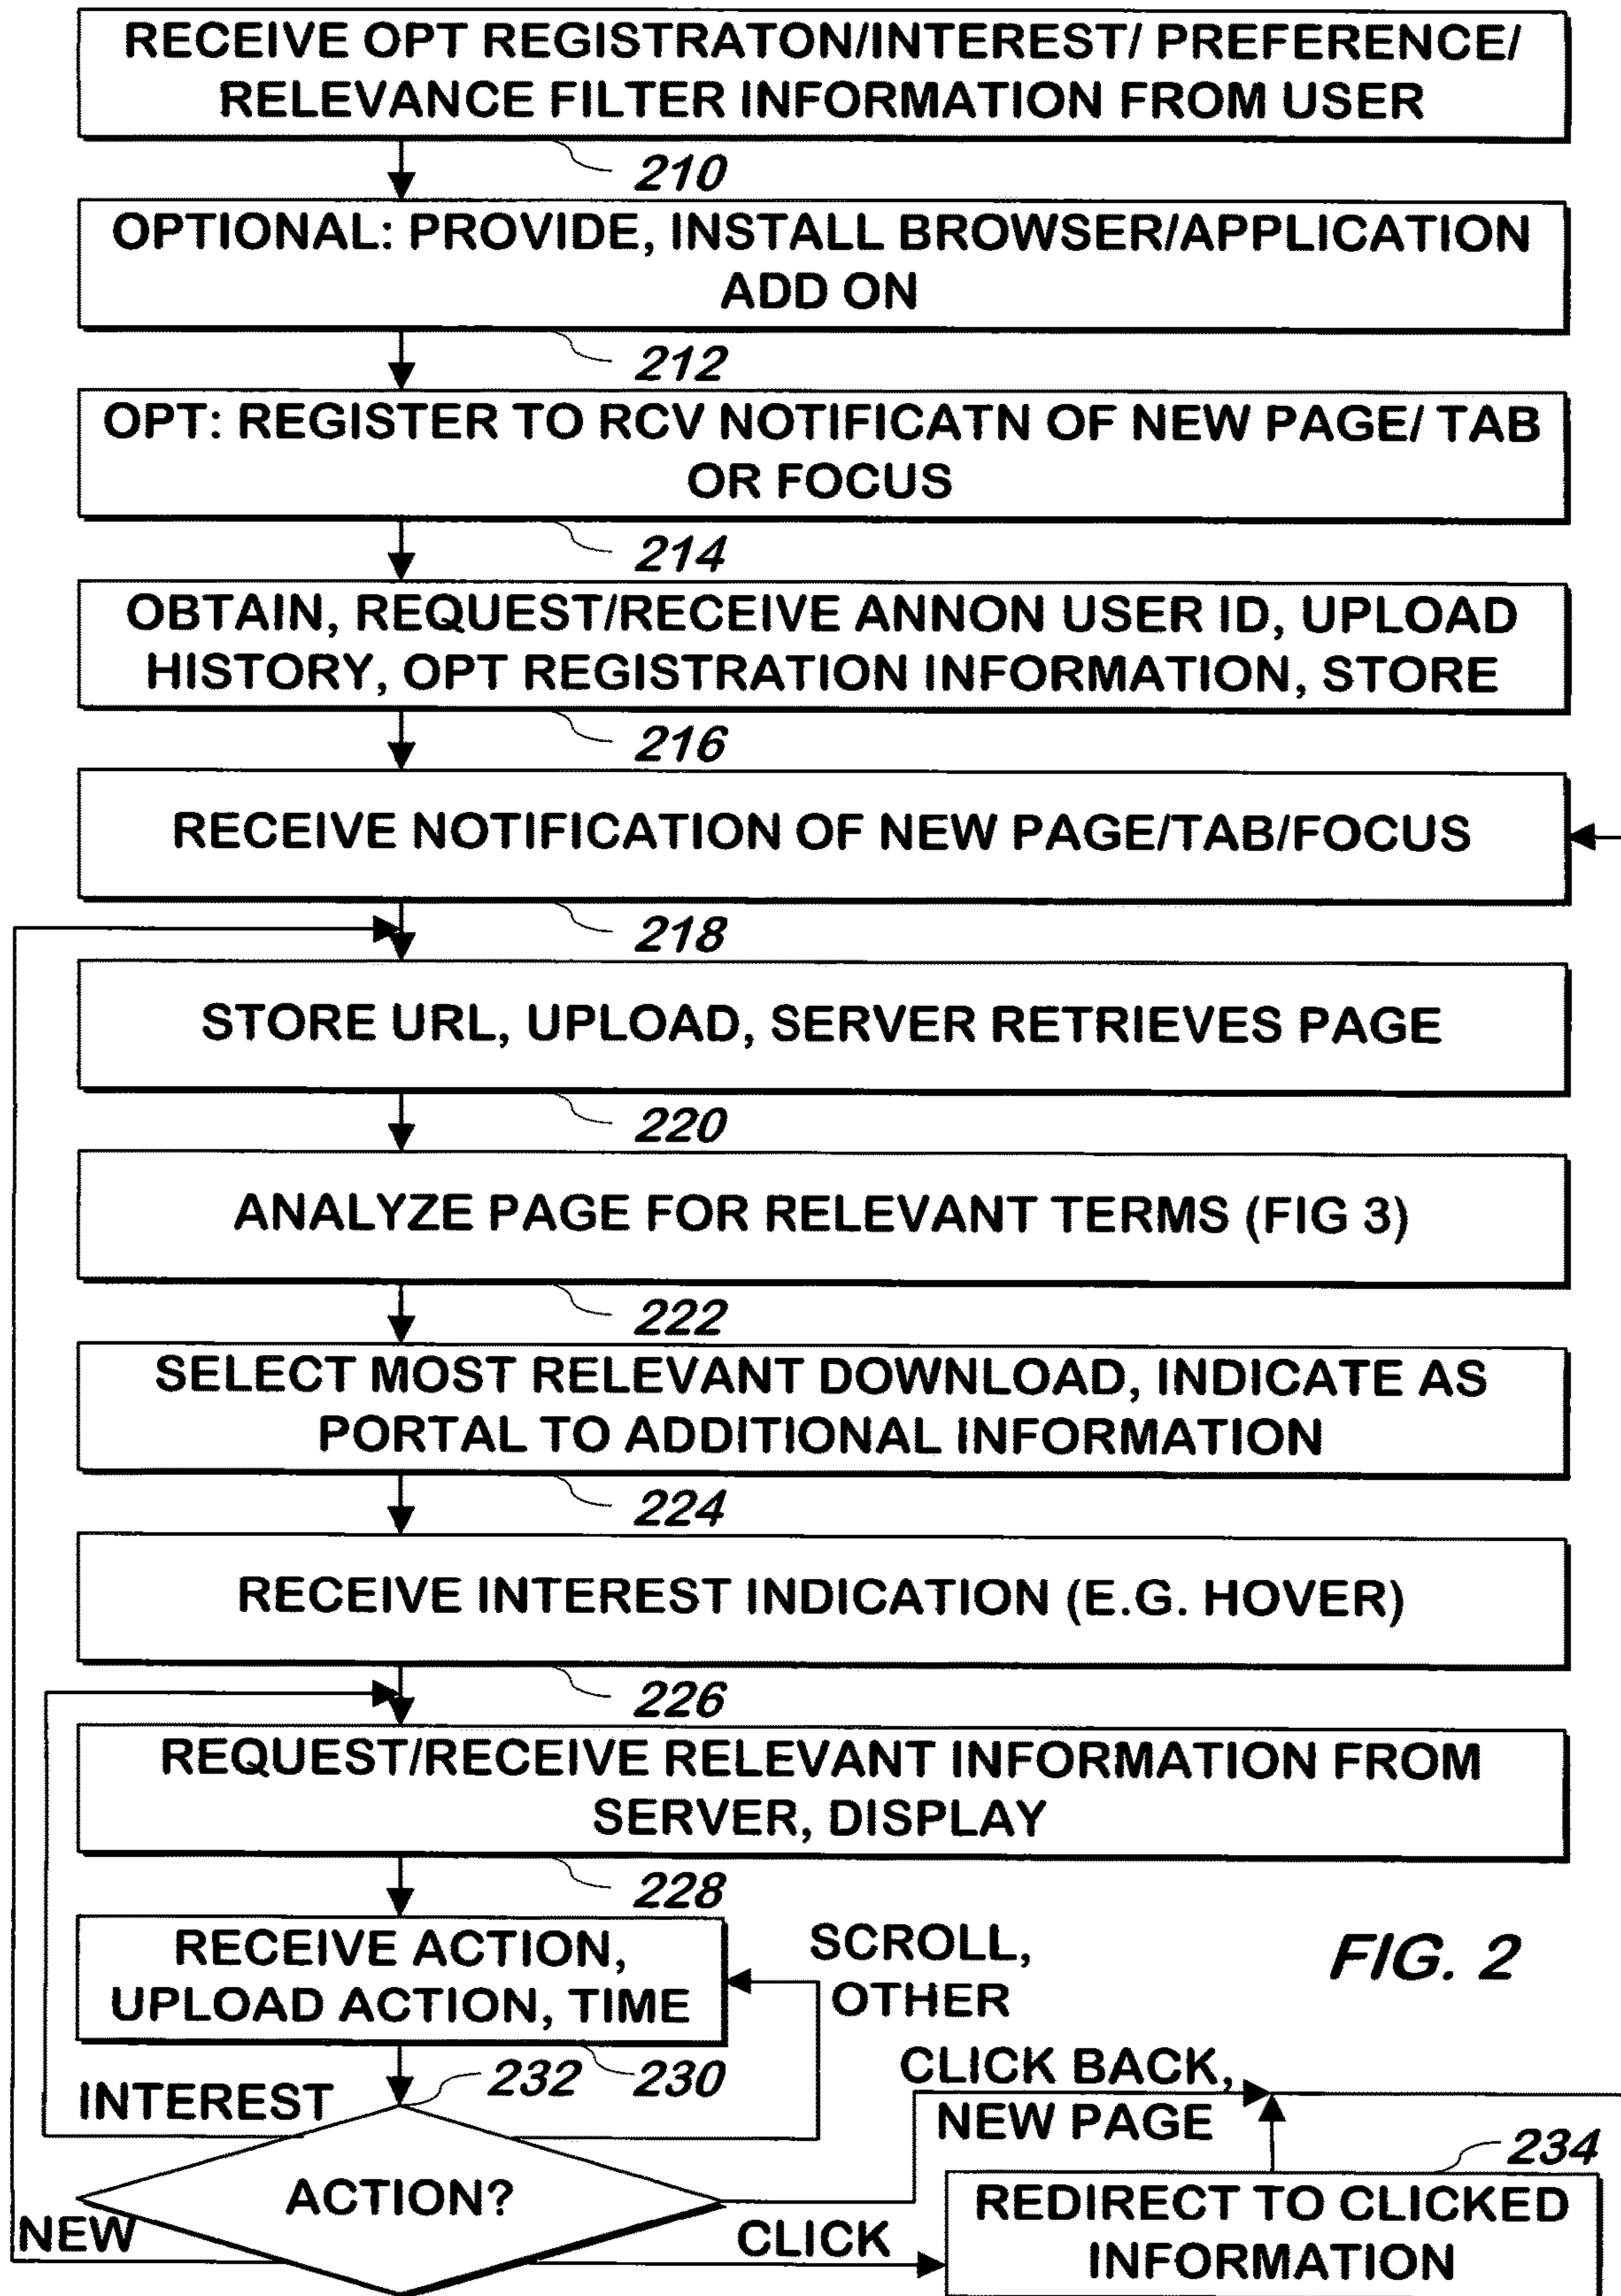 RECEIVE OPT REGISTRATON/INTEREST/ PREFERENCE/
RELEVANCE FILTER INFORMATION FROM USER
210
OPTIONAL: PROVIDE, INSTALL BROWSER/APPLICATION
ADD ON
212
OPT: REGISTER TO RCV NOTIFICATN OF NEW PAGE/ TAB
OR FOCUS
214
OBTAIN, REQUEST/RECEIVE ANNON USER ID, UPLOAD
HISTORY, OPT REGISTRATION INFORMATION, STORE
216
RECEIVE NOTIFICATION OF NEW PAGE/TAB/FOCUS
218
STORE URL, UPLOAD, SERVER RETRIEVES PAGE
220
ANALYZE PAGE FOR RELEVANT TERMS (FIG 3)
222
SELECT MOST RELEVANT DOWNLOAD, INDICATE AS
PORTAL TO ADDITIONAL INFORMATION
224
RECEIVE INTEREST INDICATION (E.G. HOVER)
226
REQUEST/RECEIVE RELEVANT INFORMATION FROM
SERVER, DISPLAY
228
RECEIVE ACTION,
UPLOAD ACTION, TIME
230
SCROLL,
OTHER
FIG. 2
232
INTEREST
CLICK BACK,
NEW PAGE
234
ACTION?
NEW
CLICK
REDIRECT TO CLICKED
INFORMATION